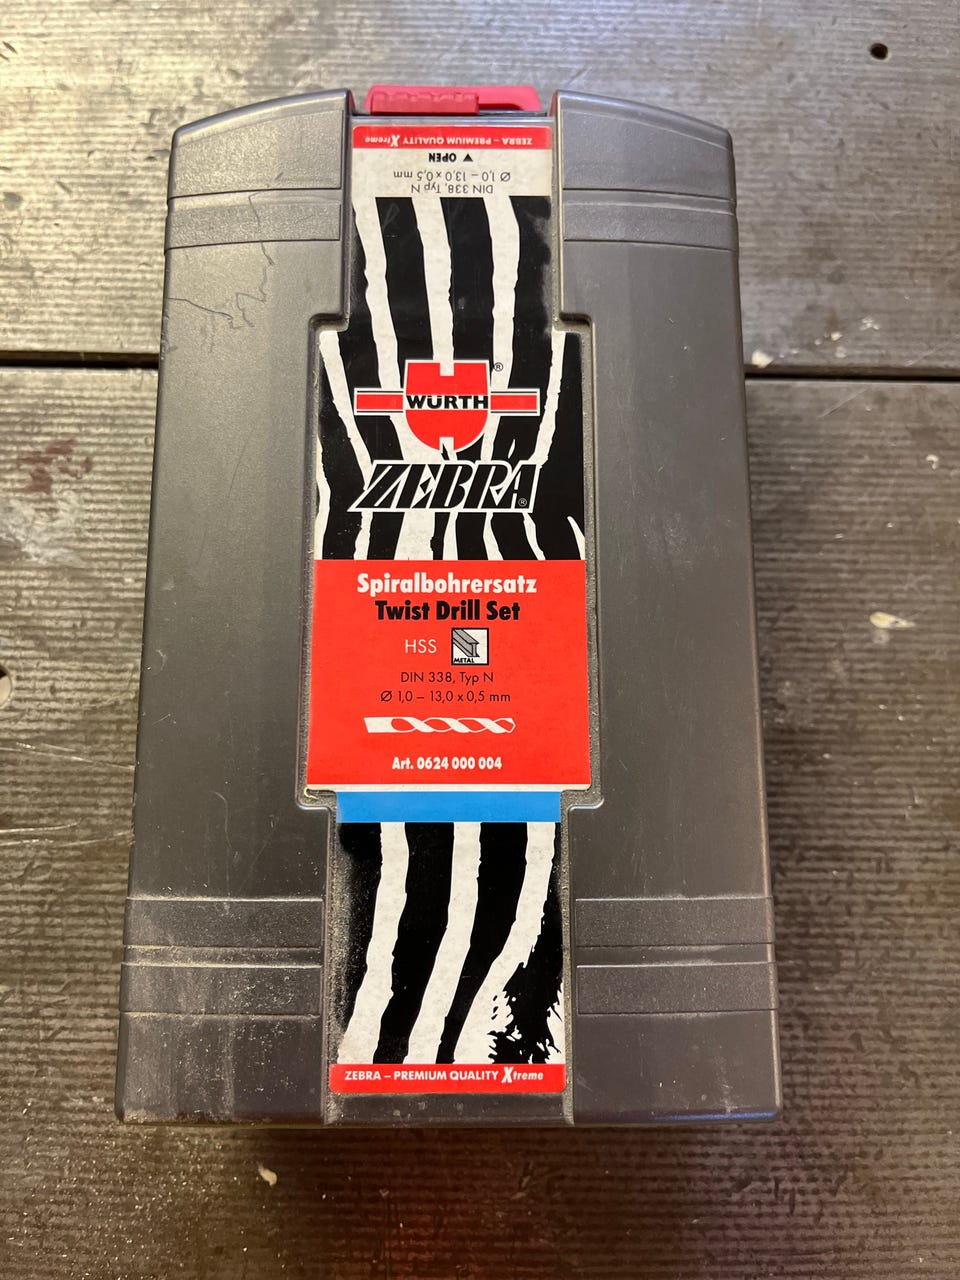 ZEBRA – PREMIUM QUALITY Xtreme
▲ OPEN
DIN 338, Typ N
Ø 1,0 – 13,0 x 0,5 mm
WÜRTH®
ZEBRA®
Spiralbohrersatz
Twist Drill Set
HSS METAL
DIN 338, Typ N
Ø 1,0 – 13,0 x 0,5 mm
Art. 0624 000 004
ZEBRA – PREMIUM QUALITY Xtreme